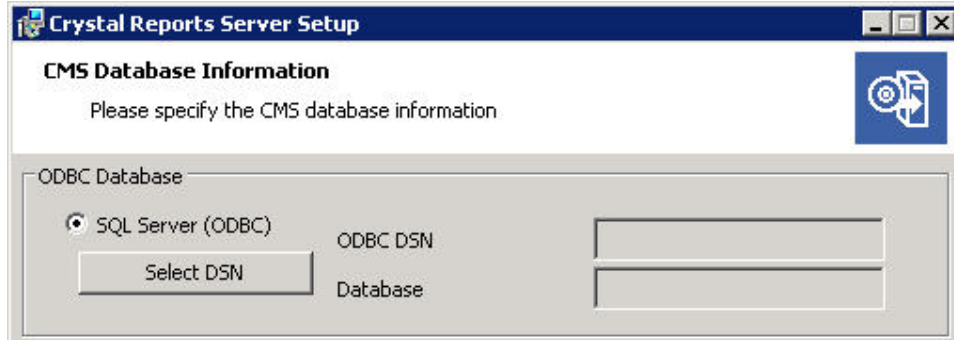 Crystal Reports Server Setup
CMS Database Information
Please specify the CMS database information
ODBC Database
SQL Server (ODBC)
ODBC DSN
Select DSN
Database